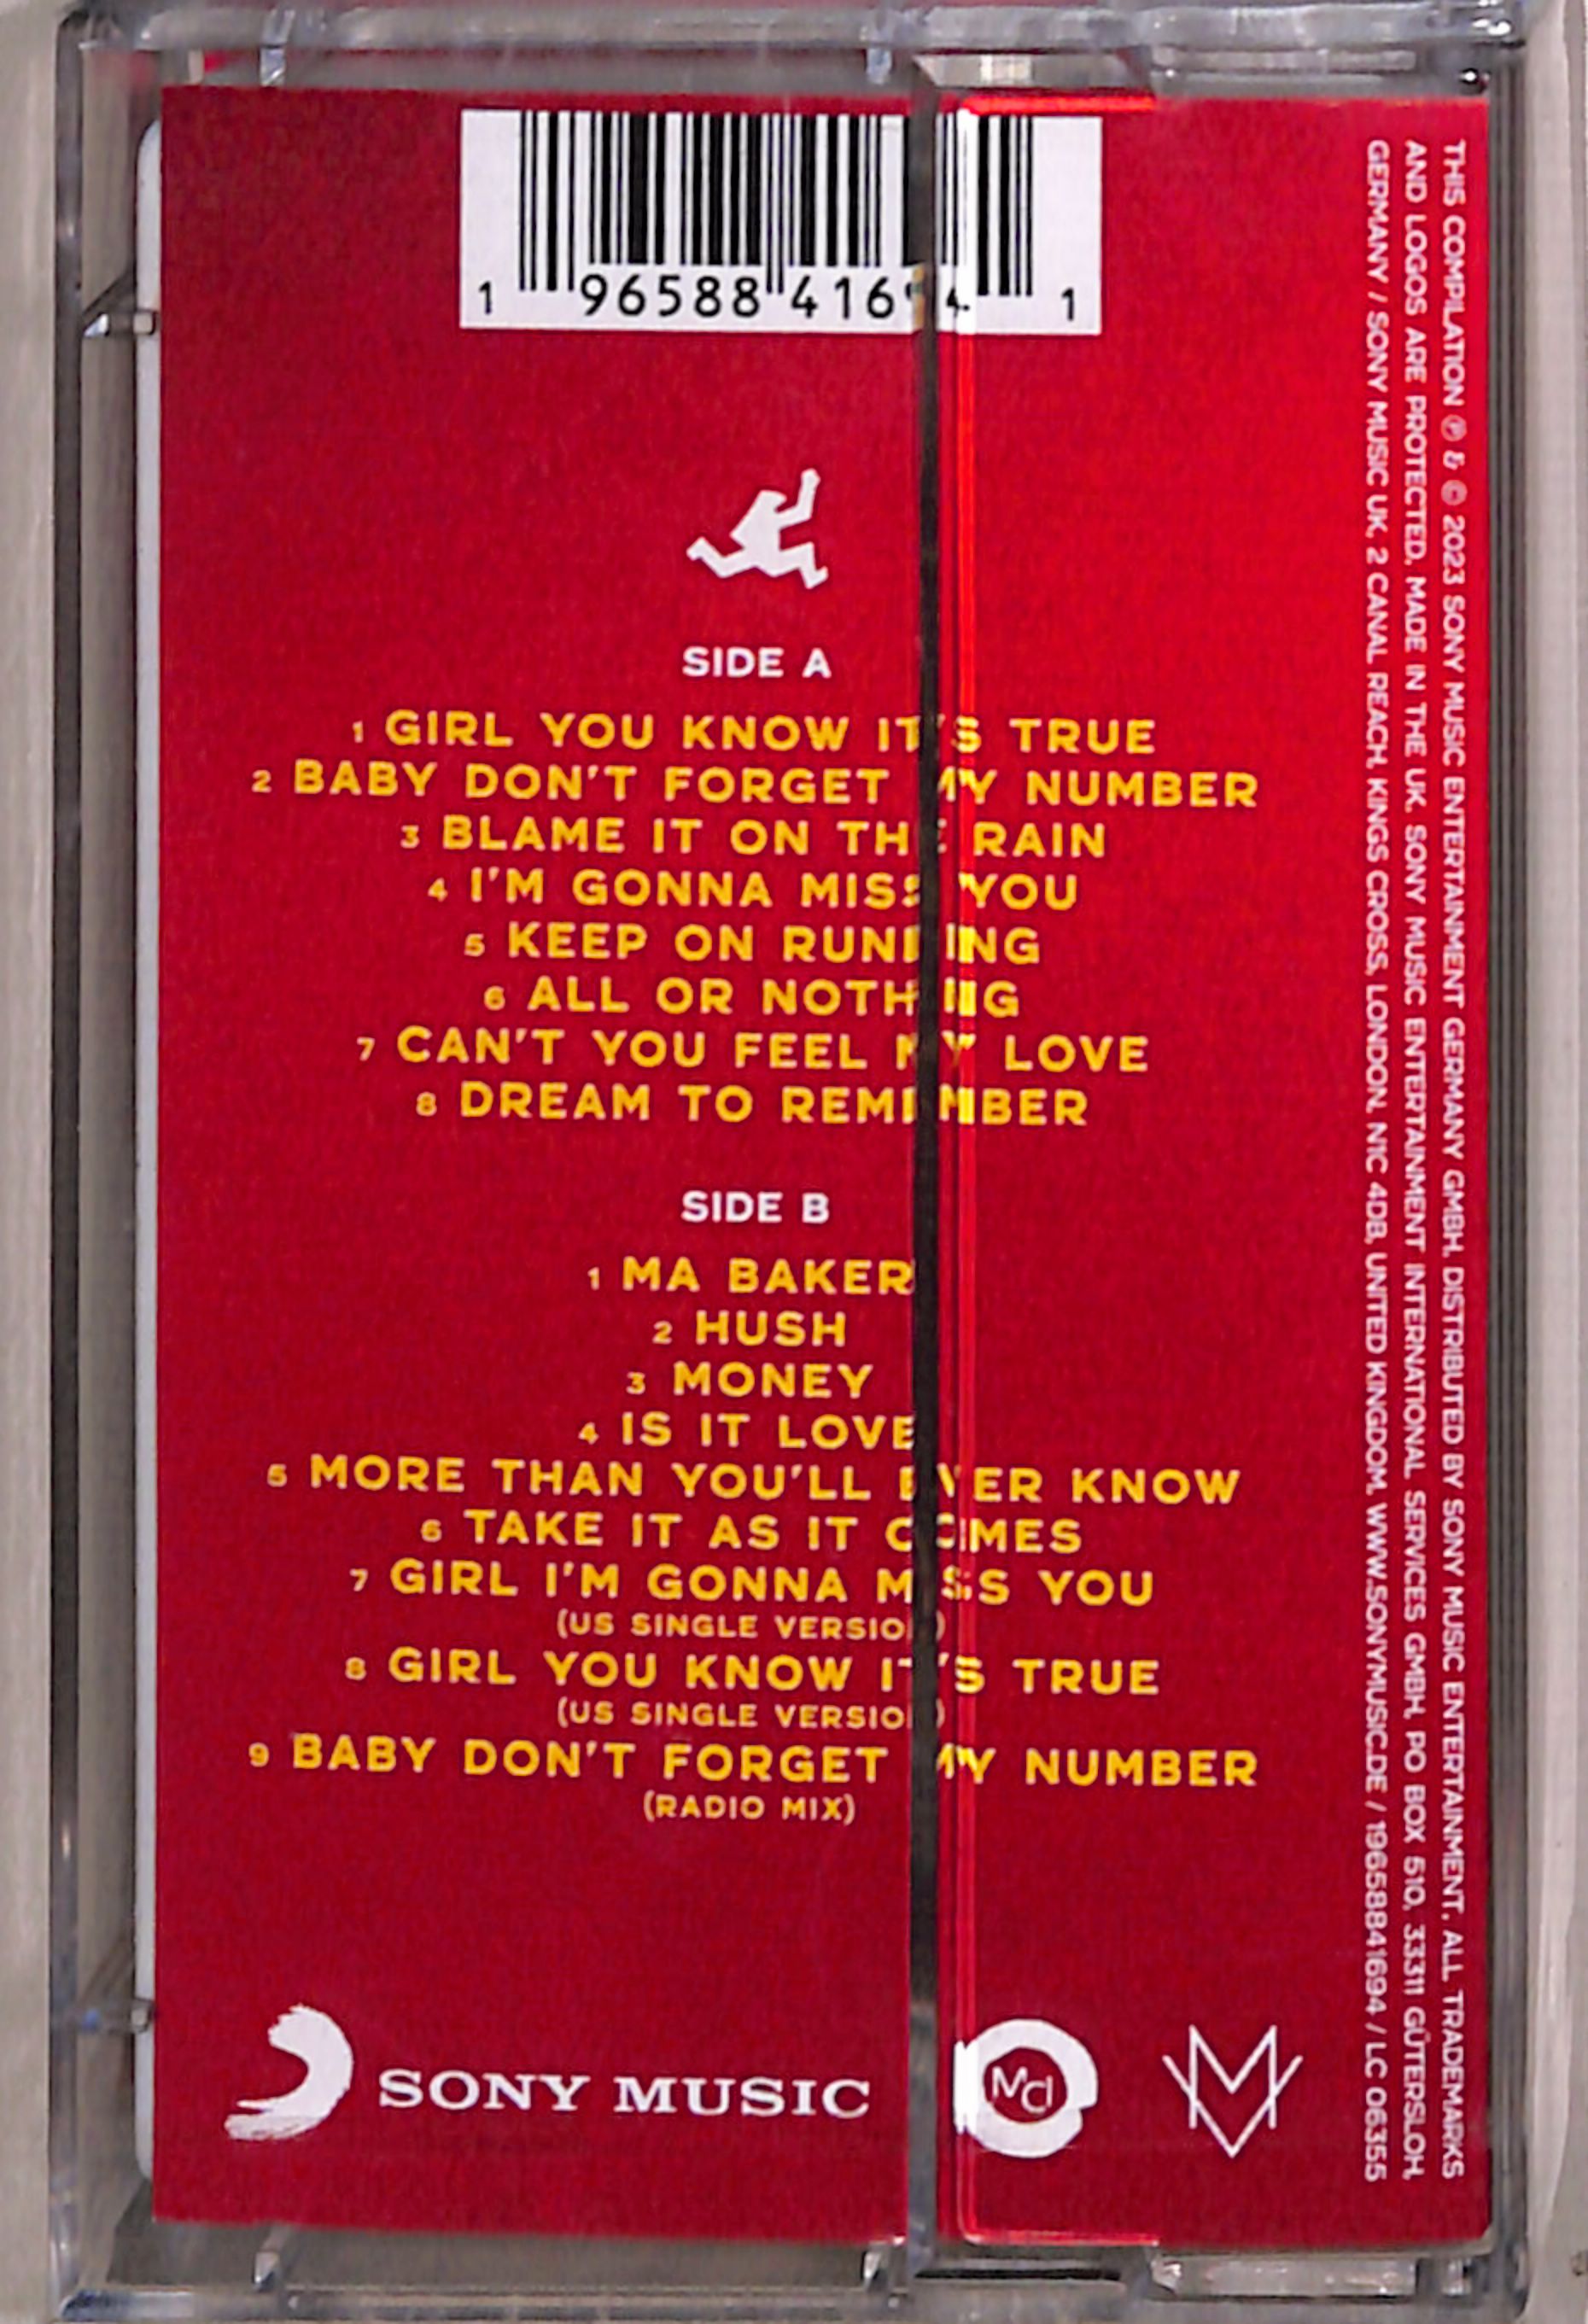 1 96588 41694 1
SIDE A
1 GIRL YOU KNOW IT'S TRUE
2 BABY DON'T FORGET MY NUMBER
3 BLAME IT ON THE RAIN
4 I'M GONNA MISS YOU
5 KEEP ON RUNNING
6 ALL OR NOTHING
7 CAN'T YOU FEEL MY LOVE
8 DREAM TO REMEMBER
SIDE B
1 MA BAKER
2 HUSH
3 MONEY
4 IS IT LOVE
5 MORE THAN YOU'LL EVER KNOW
6 TAKE IT AS IT COMES
7 GIRL I'M GONNA MISS YOU
(US SINGLE VERSION)
8 GIRL YOU KNOW IT'S TRUE
(US SINGLE VERSION)
9 BABY DON'T FORGET MY NUMBER
(RADIO MIX)
SONY MUSIC
MCI
MV
THIS COMPILATION ℗ & © 2023 SONY MUSIC ENTERTAINMENT GERMANY GMBH. DISTRIBUTED BY SONY MUSIC ENTERTAINMENT. ALL TRADEMARKS
AND LOGOS ARE PROTECTED. MADE IN THE UK. SONY MUSIC ENTERTAINMENT INTERNATIONAL SERVICES GMBH, PO BOX 510, 33311 GÜTERSLOH,
GERMANY / SONY MUSIC UK, 2 CANAL REACH, KINGS CROSS, LONDON, N1C 4DB, UNITED KINGDOM. WWW.SONYMUSIC.DE / 19658841694 / LC 06355